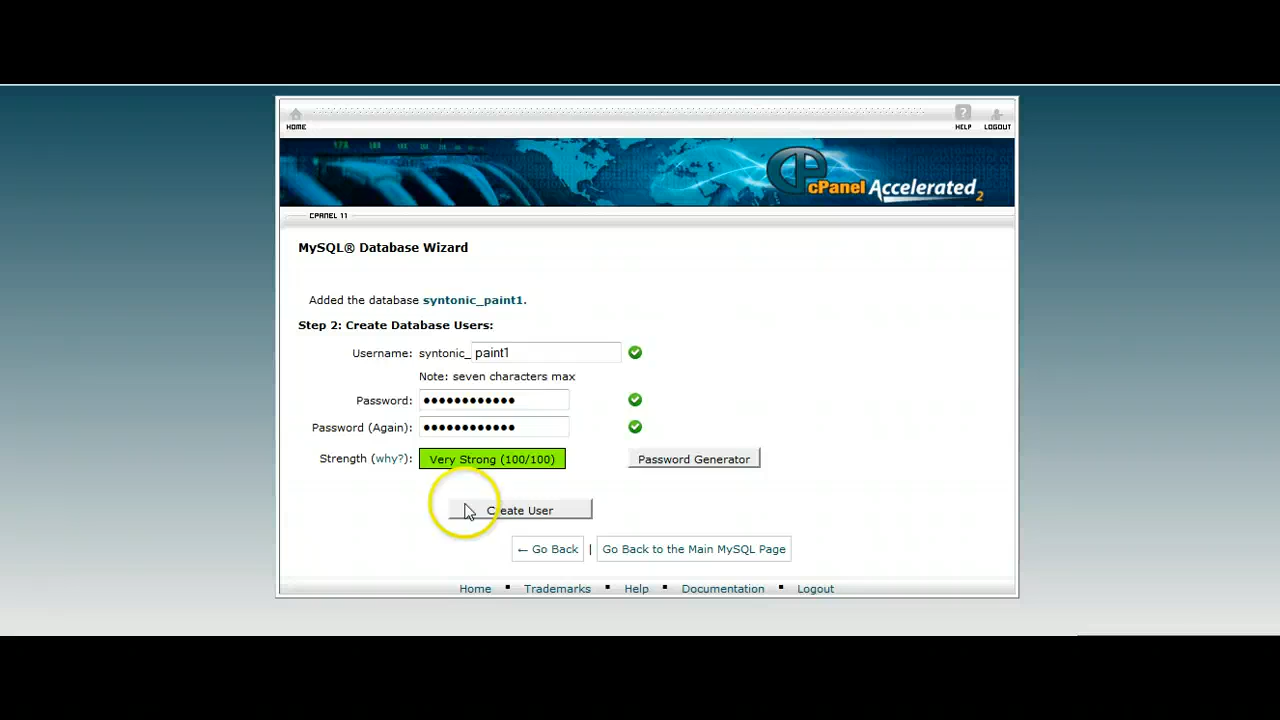 HOME
HELP
LOGOUT
cPanel Accelerated2
CPANEL 11
MySQL® Database Wizard
Added the database syntonic_paint1.
Step 2: Create Database Users:
Username: syntonic_ paint1
Note: seven characters max
Password: ••••••••••••
Password (Again): ••••••••••••
Strength (why?): Very Strong (100/100) Password Generator
Create User
← Go Back | Go Back to the Main MySQL Page
Home ▪ Trademarks ▪ Help ▪ Documentation ▪ Logout